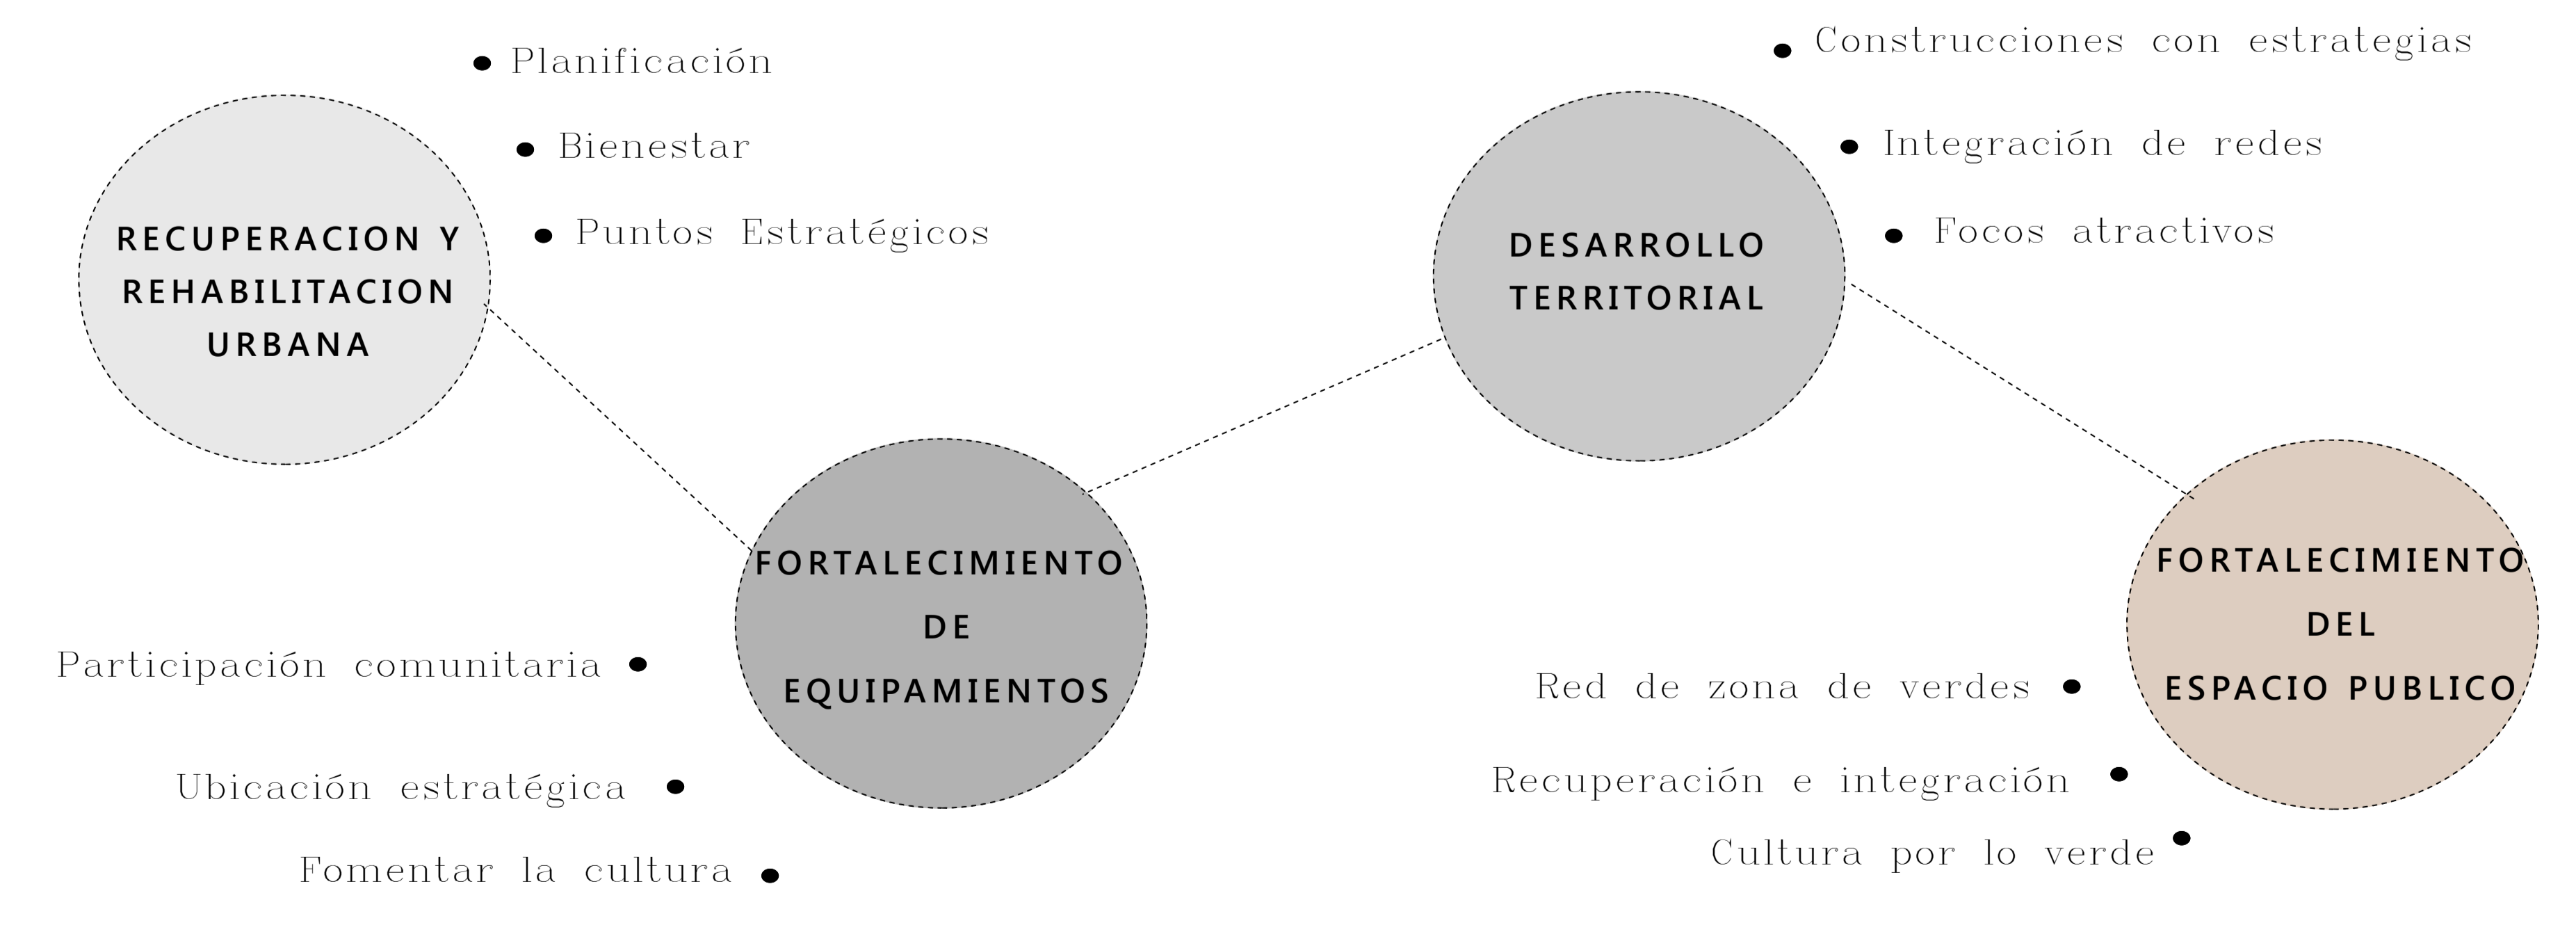 Planificación
Bienestar
Puntos Estratégicos
RECUPERACION Y
REHABILITACION
URBANA
Participación comunitaria
Ubicación estratégica
Fomentar la cultura
FORTALECIMIENTO
DE
EQUIPAMIENTOS
Construcciones con estrategias
Integración de redes
Focos atractivos
DESARROLLO
TERRITORIAL
Red de zona de verdes
Recuperación e integración
Cultura por lo verde
FORTALECIMIENTO
DEL
ESPACIO PUBLICO